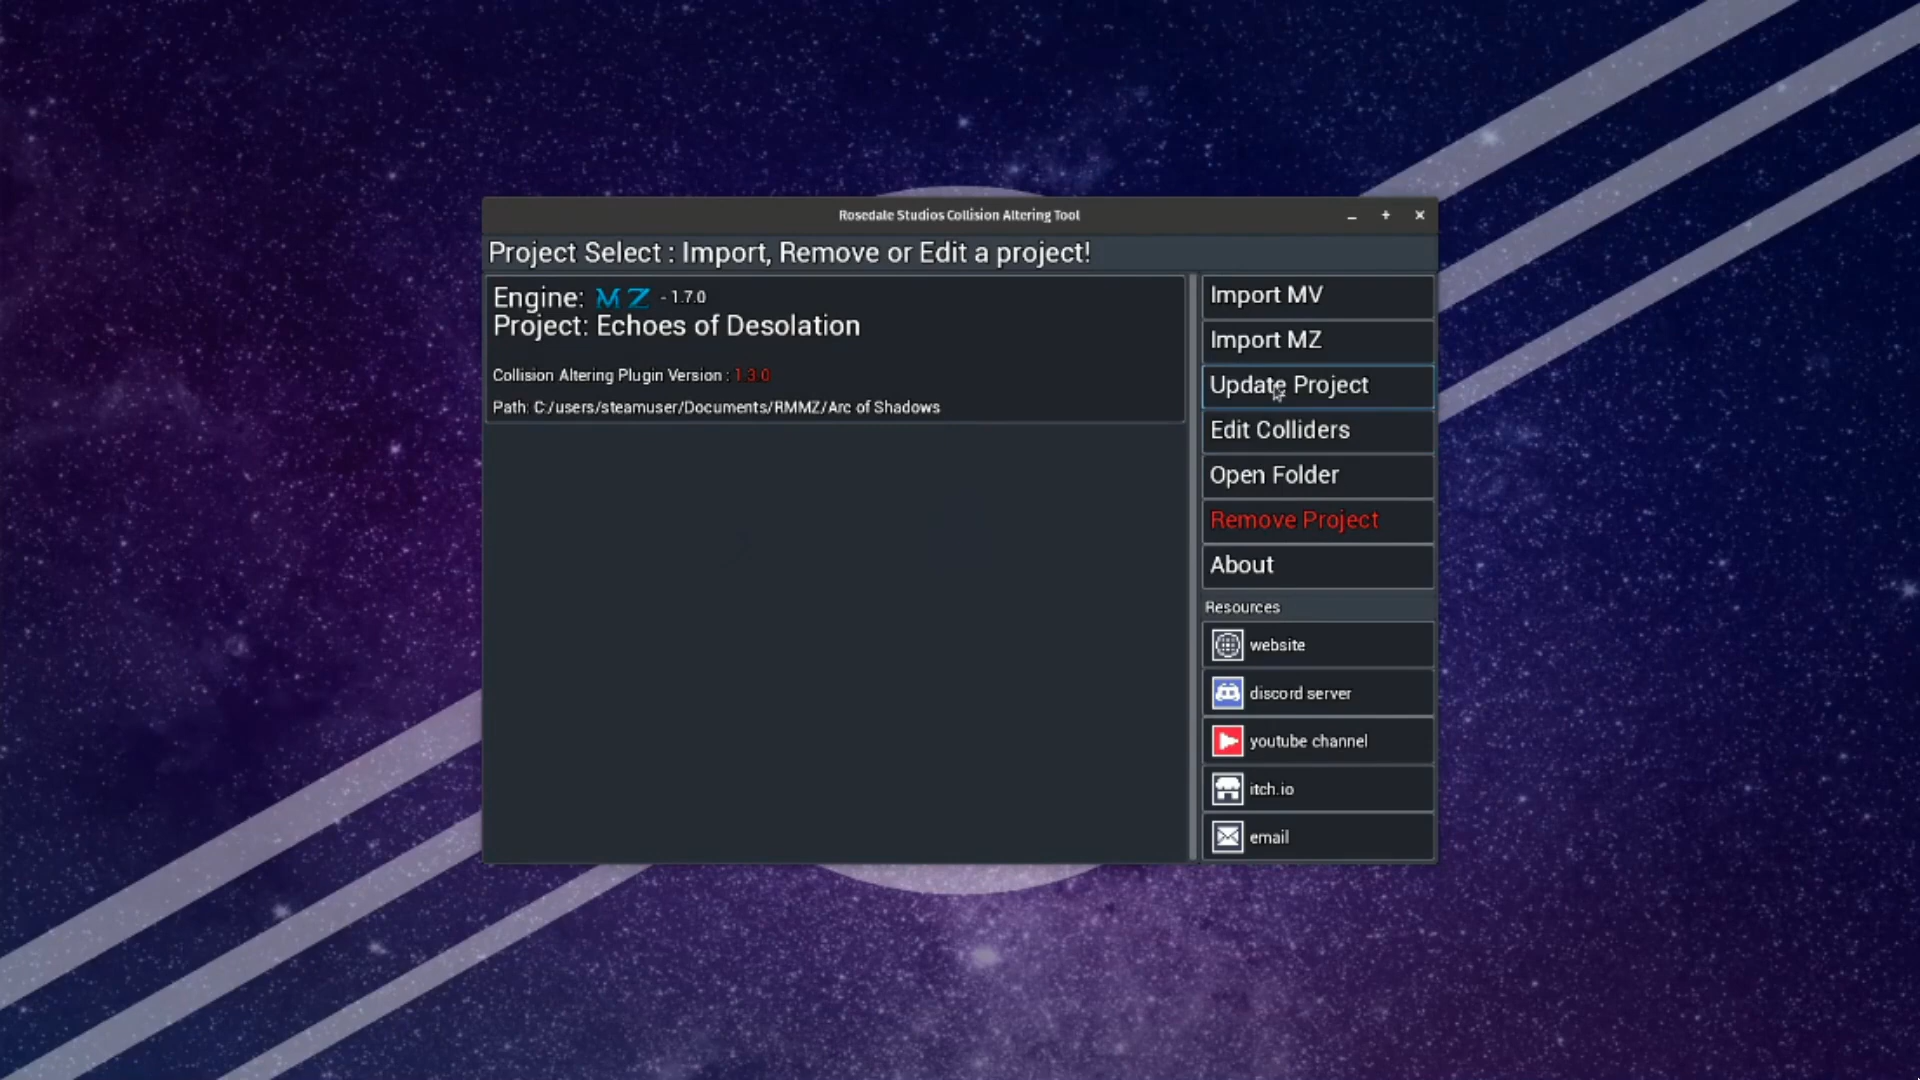 Rosedale Studios Collision Altering Tool
Project Select : Import, Remove or Edit a project!
Engine: MZ - 1.7.0
Project: Echoes of Desolation
Collision Altering Plugin Version : 1.3.0
Path: C:/users/steamuser/Documents/RMMZ/Arc of Shadows
Import MV
Import MZ
Update Project
Edit Colliders
Open Folder
Remove Project
About
Resources
website
discord server
youtube channel
itch.io
email